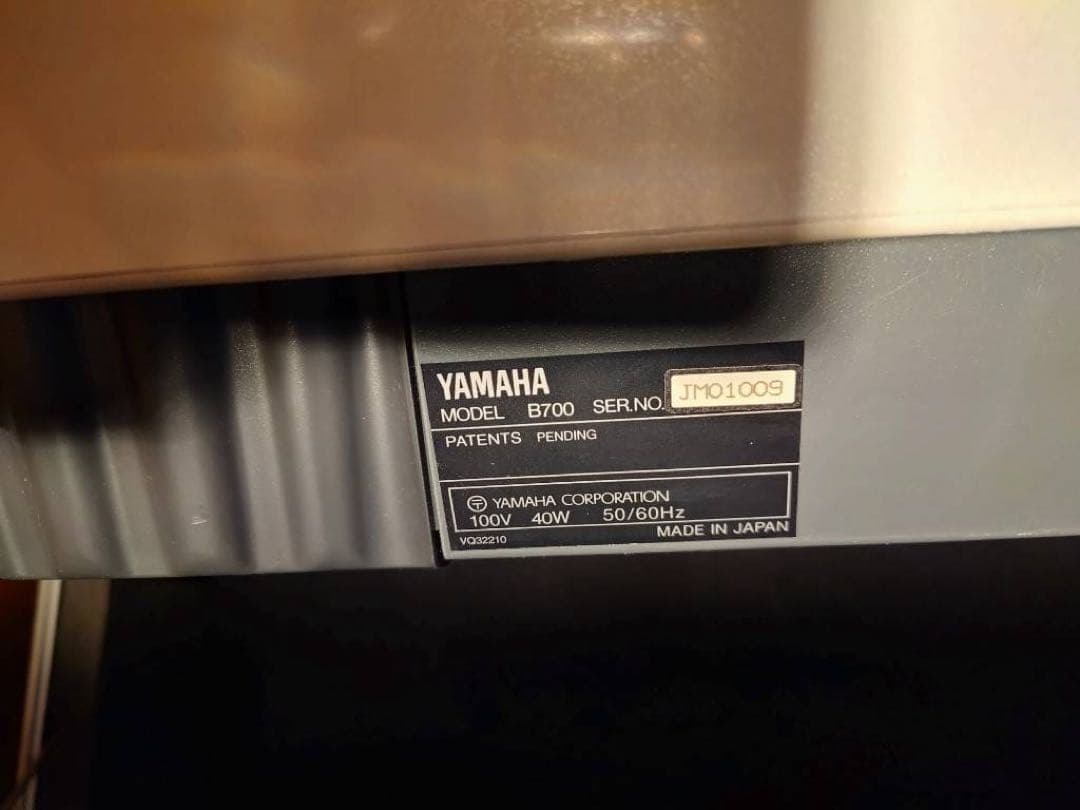 YAMAHA
MODEL B700 SER.NO. JM01009
PATENTS PENDING
〒 YAMAHA CORPORATION
100V 40W 50/60Hz
VQ32210 MADE IN JAPAN